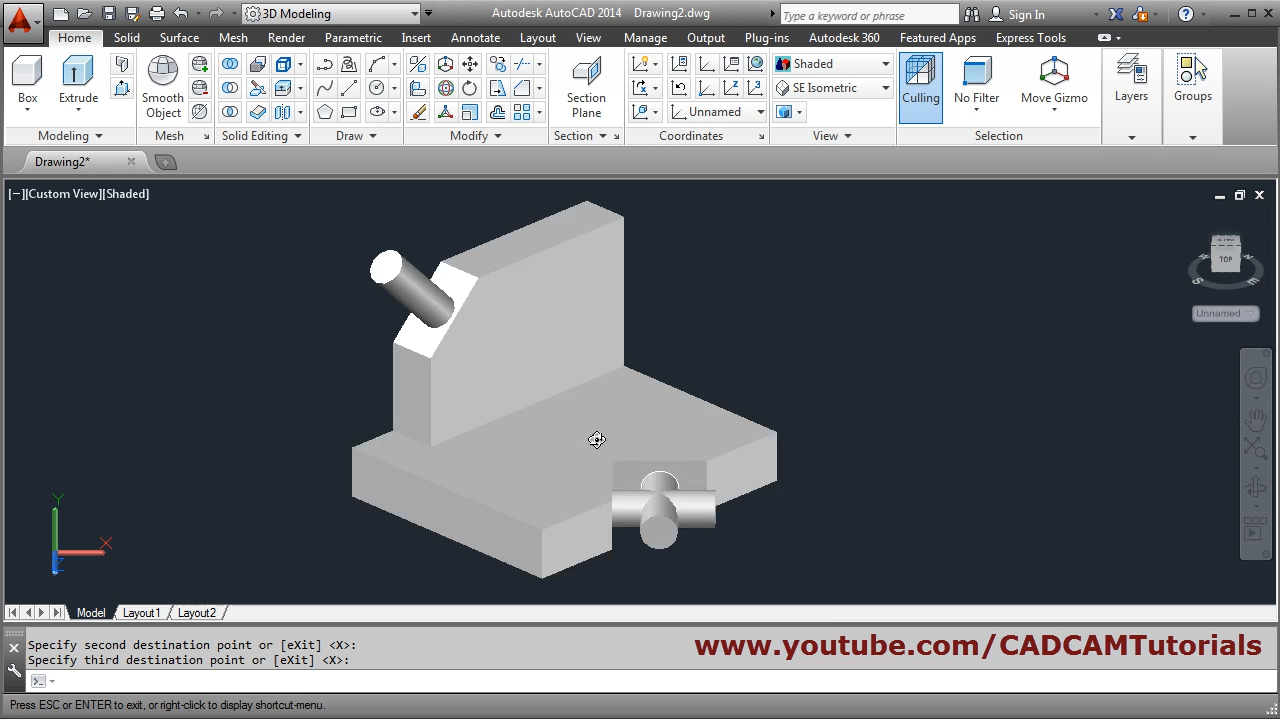 3D Modeling
Autodesk AutoCAD 2014 Drawing2.dwg
Type a keyword or phrase
Sign In
Home Solid Surface Mesh Render Parametric Insert Annotate Layout View Manage Output Plug-ins Autodesk 360 Featured Apps Express Tools
Box
Extrude
Smooth
Object
Section
Plane
Unnamed
Shaded
SE Isometric
Culling
No Filter
Move Gizmo
Layers
Groups
Modeling Mesh Solid Editing Draw Modify Section Coordinates View Selection
Drawing2*
[−][Custom View][Shaded]
TOP
S
E
Unnamed
Y
X
Z
Model Layout1 Layout2
Specify second destination point or [eXit] <X>:
Specify third destination point or [eXit] <X>:
www.youtube.com/CADCAMTutorials
Press ESC or ENTER to exit, or right-click to display shortcut-menu.